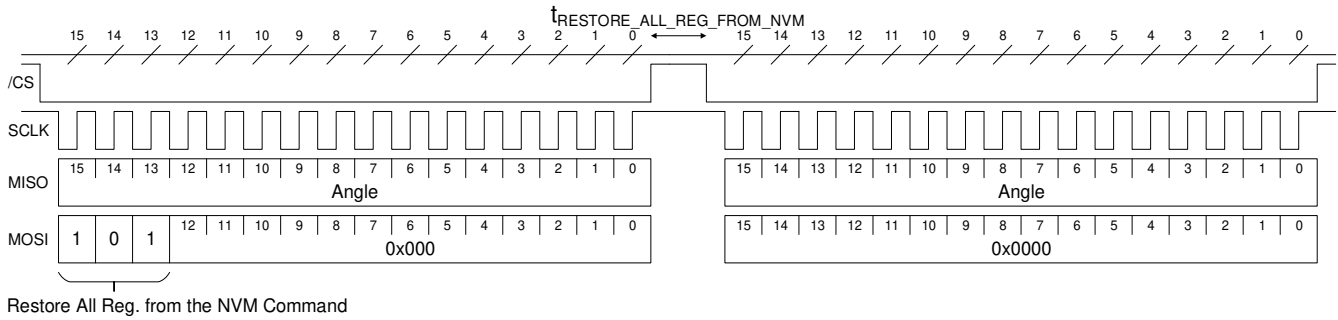 tRESTORE_ALL_REG_FROM_NVM
15 14 13 12 11 10 9 8 7 6 5 4 3 2 1 0 15 14 13 12 11 10 9 8 7 6 5 4 3 2 1 0
/CS
SCLK
MISO 15 14 13 12 11 10 9 8 7 6 5 4 3 2 1 0 15 14 13 12 11 10 9 8 7 6 5 4 3 2 1 0
Angle Angle
MOSI 1 0 1 12 11 10 9 8 7 6 5 4 3 2 1 0 15 14 13 12 11 10 9 8 7 6 5 4 3 2 1 0
0x000 0x0000
Restore All Reg. from the NVM Command